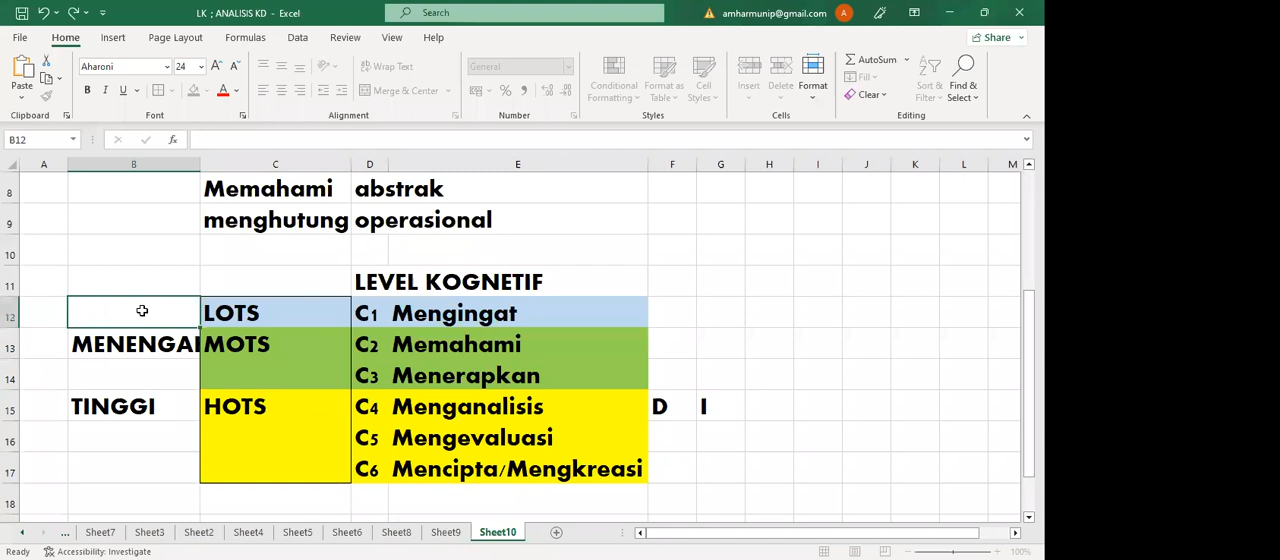 LK ; ANALISIS KD - Excel
Search
amharmunip@gmail.com
A
File Home Insert Page Layout Formulas Data Review View Help
Share
Paste
Clipboard
Aharoni
24
A A
B I U
A
Font
Wrap Text
Merge & Center
Alignment
General
% ,
Number
Conditional Formatting
Format as Table
Cell Styles
Styles
Insert
Delete
Format
Cells
AutoSum
Fill
Clear
Sort & Filter
Find & Select
Editing
B12
fx
A B C D E F G H I J K L M
8 Memahami abstrak
9 menghutung operasional
10
11 LEVEL KOGNETIF
12 LOTS C1 Mengingat
13 MENENGAH MOTS C2 Memahami
14 C3 Menerapkan
15 TINGGI HOTS C4 Menganalisis D I
16 C5 Mengevaluasi
17 C6 Mencipta/Mengkreasi
18
... Sheet7 Sheet3 Sheet2 Sheet4 Sheet5 Sheet6 Sheet8 Sheet9 Sheet10
Ready
Accessibility: Investigate
100%